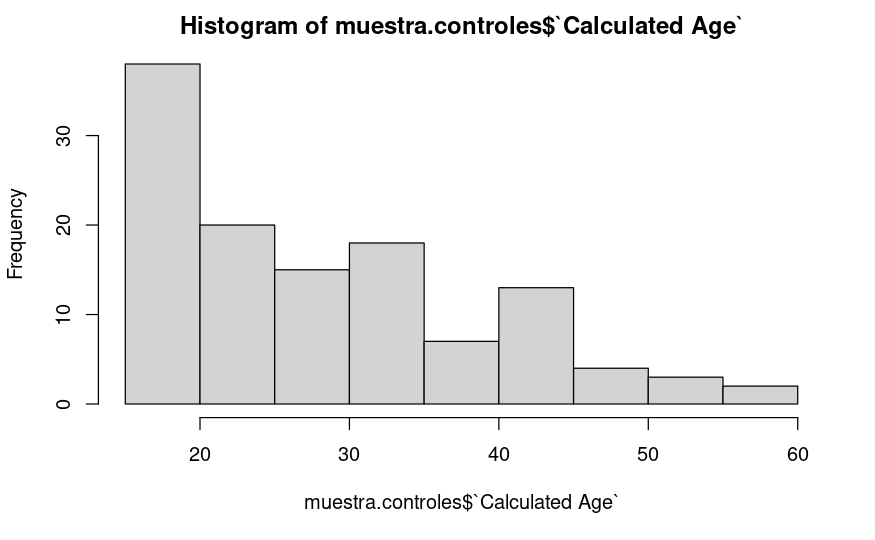 Histogram of muestra.controles$`Calculated Age`
Frequency
30
20
10
0
20 30 40 50 60
muestra.controles$`Calculated Age`